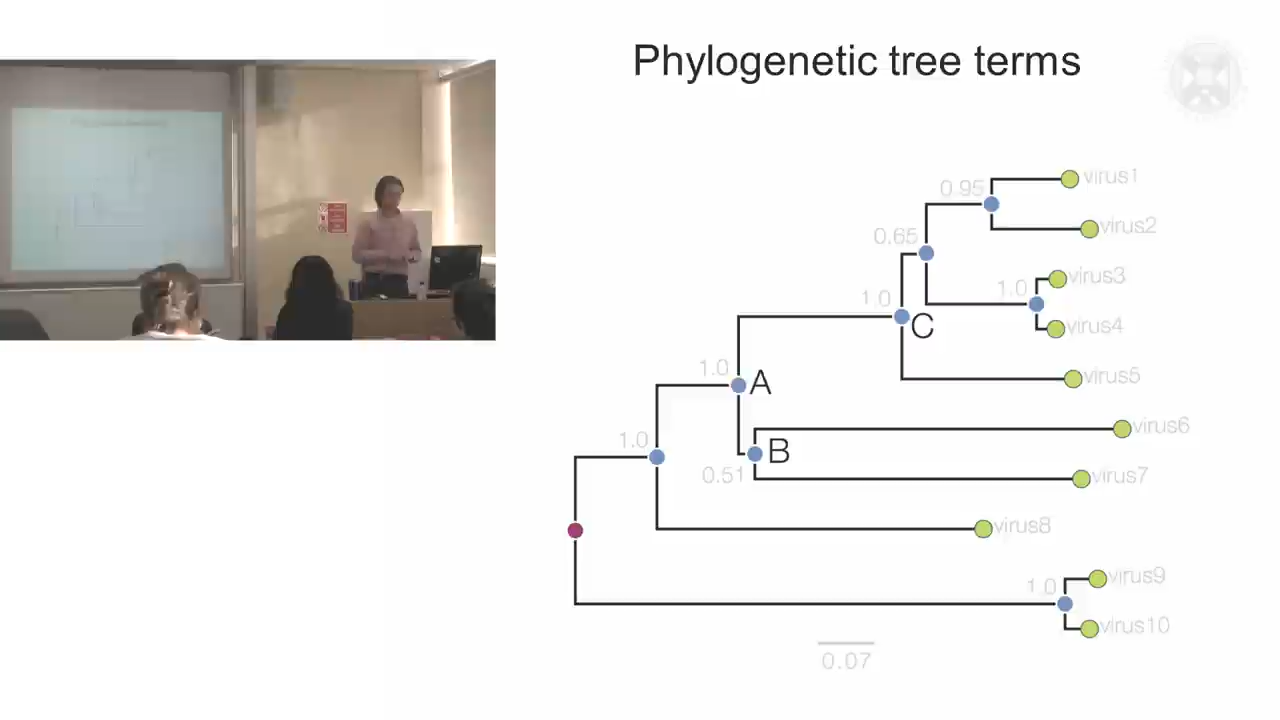 Phylogenetic tree terms
0.95
virus1
virus2
0.65
1.0
virus3
virus4
1.0
C
virus5
1.0
A
virus6
1.0
B
0.51
virus7
virus8
1.0
virus9
virus10
0.07